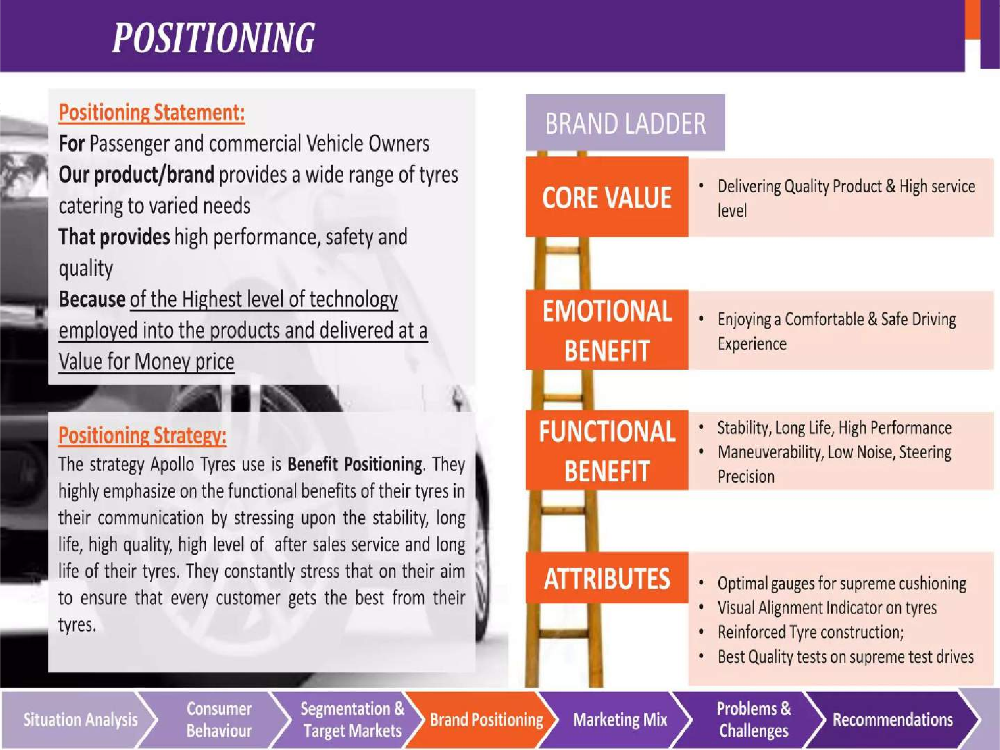 POSITIONING
Positioning Statement:
For Passenger and commercial Vehicle Owners
Our product/brand provides a wide range of tyres
catering to varied needs
That provides high performance, safety and
quality
Because of the Highest level of technology
employed into the products and delivered at a
Value for Money price
Positioning Strategy:
The strategy Apollo Tyres use is Benefit Positioning. They
highly emphasize on the functional benefits of their tyres in
their communication by stressing upon the stability, long
life, high quality, high level of after sales service and long
life of their tyres. They constantly stress that on their aim
to ensure that every customer gets the best from their
tyres.
BRAND LADDER
CORE VALUE
• Delivering Quality Product & High service
level
EMOTIONAL
BENEFIT
• Enjoying a Comfortable & Safe Driving
Experience
FUNCTIONAL
BENEFIT
• Stability, Long Life, High Performance
• Maneuverability, Low Noise, Steering
Precision
ATTRIBUTES
• Optimal gauges for supreme cushioning
• Visual Alignment Indicator on tyres
• Reinforced Tyre construction;
• Best Quality tests on supreme test drives
Situation Analysis
Consumer
Behaviour
Segmentation &
Target Markets
Brand Positioning
Marketing Mix
Problems &
Challenges
Recommendations